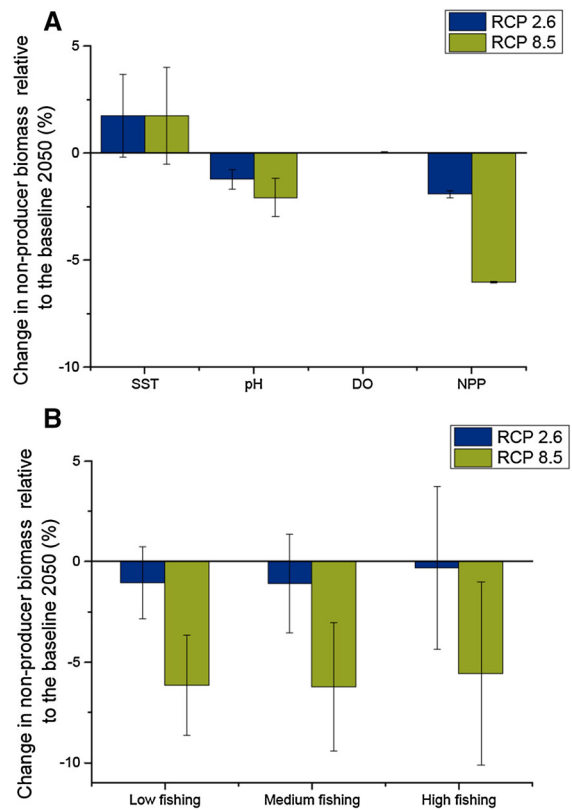 A
RCP 2.6
RCP 8.5
Change in non-producer biomass relative
to the baseline 2050 (%)
5
0
-5
-10
SST pH DO NPP
B
RCP 2.6
RCP 8.5
Change in non-producer biomass relative
to the baseline 2050 (%)
5
0
-5
-10
Low fishing Medium fishing High fishing